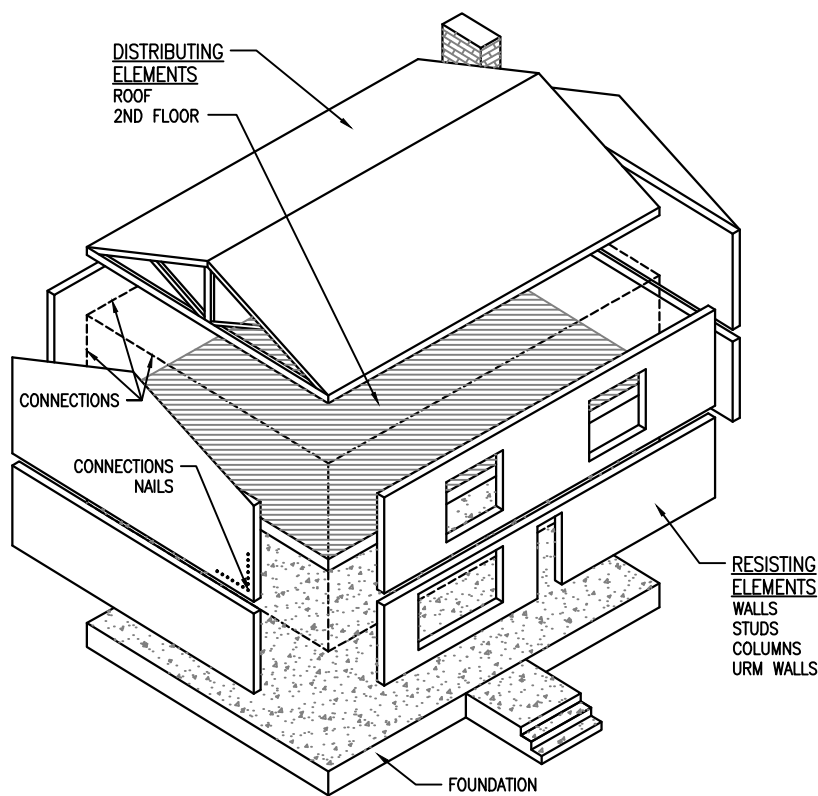 DISTRIBUTING
ELEMENTS
ROOF
2ND FLOOR
CONNECTIONS
CONNECTIONS
NAILS
RESISTING
ELEMENTS
WALLS
STUDS
COLUMNS
URM WALLS
FOUNDATION